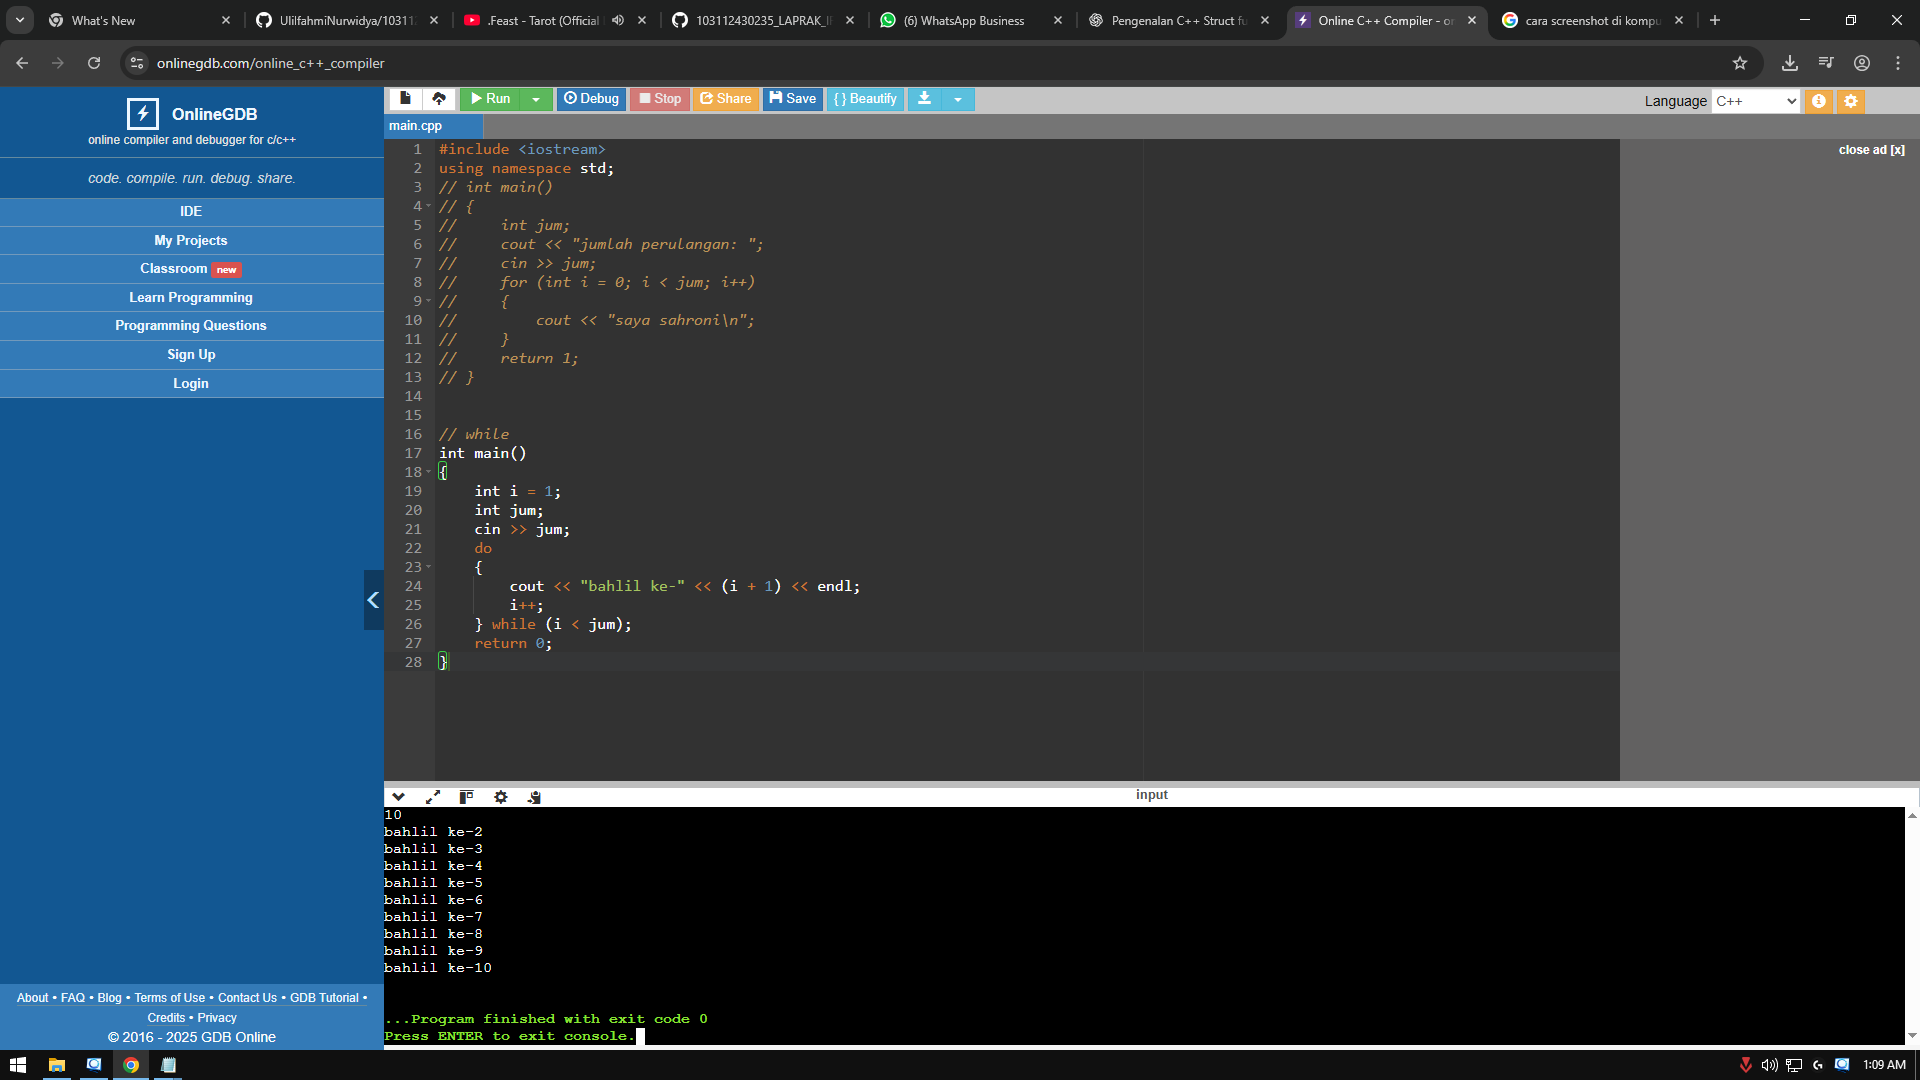 What's New
UlilfahmiNurwidya/10311
.Feast - Tarot (Official
103112430235_LAPRAK_I
(6) WhatsApp Business
Pengenalan C++ Struct fu
Online C++ Compiler - o
cara screenshot di kompu
onlinegdb.com/online_c++_compiler
OnlineGDB
online compiler and debugger for c/c++
code. compile. run. debug. share.
IDE
My Projects
Classroom new
Learn Programming
Programming Questions
Sign Up
Login
Run
Debug
Stop
Share
Save
{ } Beautify
Language C++
main.cpp
close ad [x]
1 #include <iostream>
2 using namespace std;
3 // int main()
4 // {
5 //     int jum;
6 //     cout << "jumlah perulangan: ";
7 //     cin >> jum;
8 //     for (int i = 0; i < jum; i++)
9 //     {
10 //         cout << "saya sahroni\n";
11 //     }
12 //     return 1;
13 // }
14
15
16 // while
17 int main()
18 {
19     int i = 1;
20     int jum;
21     cin >> jum;
22     do
23     {
24         cout << "bahlil ke-" << (i + 1) << endl;
25         i++;
26     } while (i < jum);
27     return 0;
28 }
input
10
bahlil ke-2
bahlil ke-3
bahlil ke-4
bahlil ke-5
bahlil ke-6
bahlil ke-7
bahlil ke-8
bahlil ke-9
bahlil ke-10
...Program finished with exit code 0
Press ENTER to exit console.
About • FAQ • Blog • Terms of Use • Contact Us • GDB Tutorial •
Credits • Privacy
© 2016 - 2025 GDB Online
1:09 AM